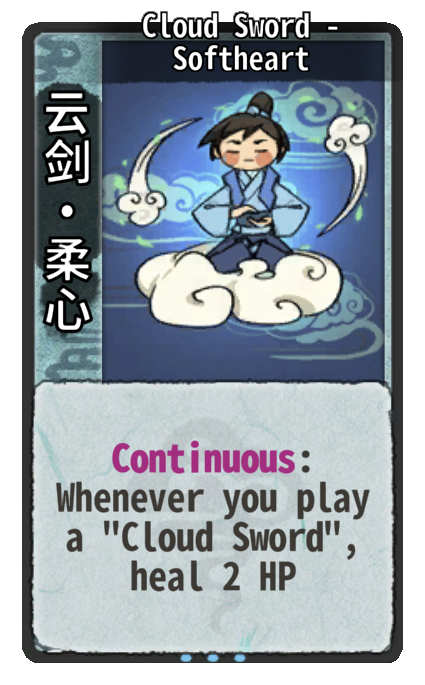 Cloud Sword -
Softheart
云剑·柔心
Continuous:
Whenever you play
a "Cloud Sword",
heal 2 HP